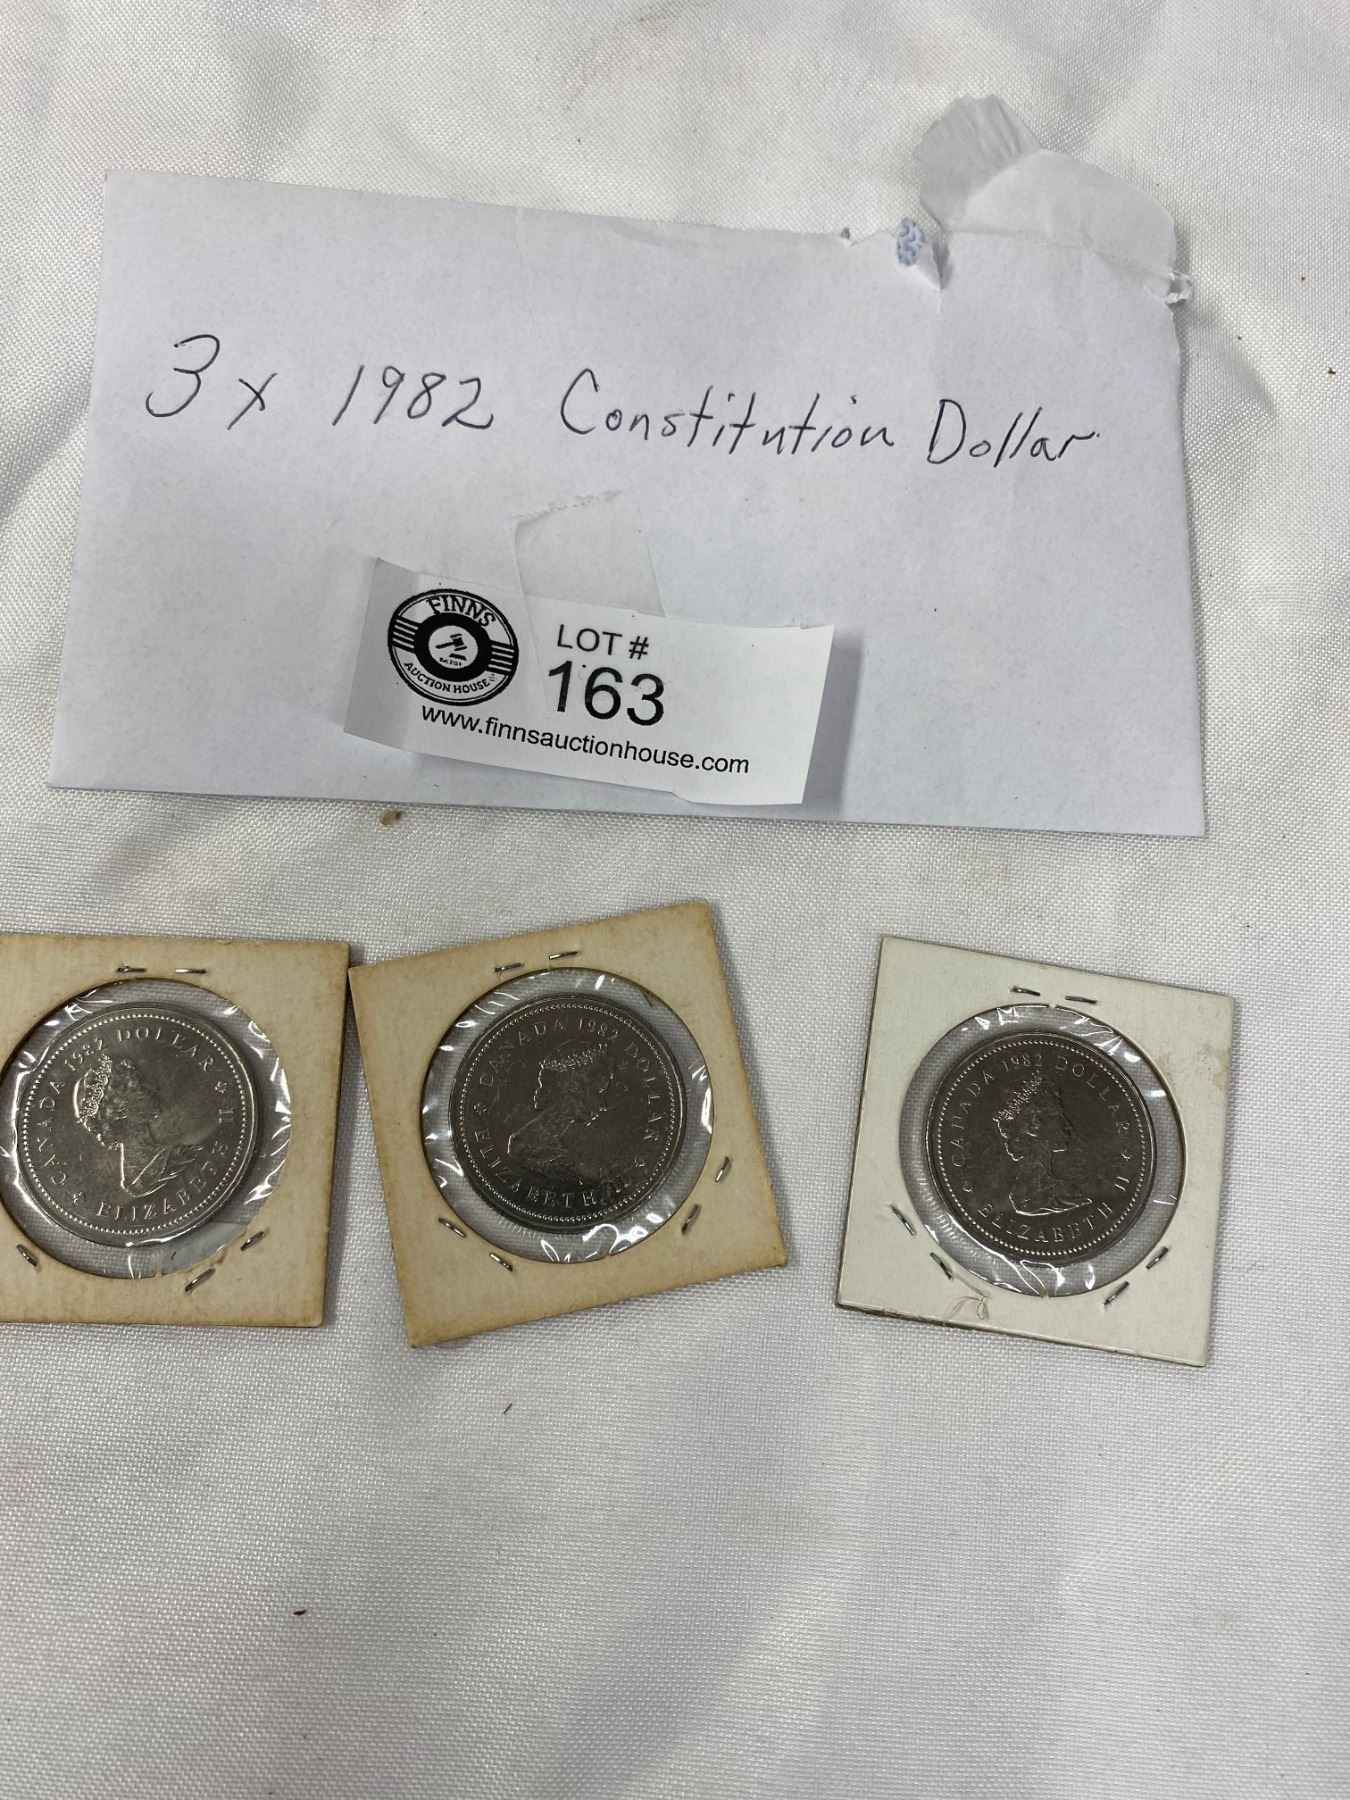 3 x 1982 Constitution Dollar
FINNS
AUCTION HOUSE
LOT #
163
www.finnsauctionhouse.com
CANADA 1982 DOLLAR
ELIZABETH II
CANADA 1982 DOLLAR
ELIZABETH II
CANADA 1982 DOLLAR
ELIZABETH II